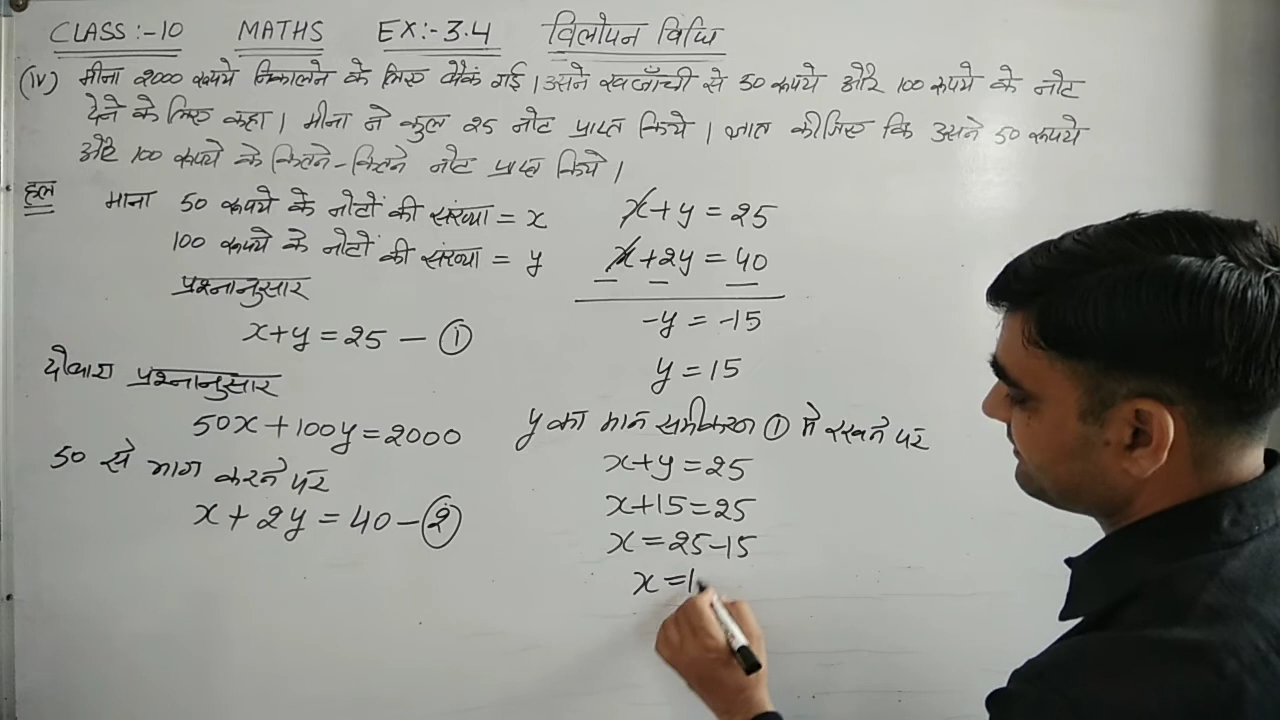 CLASS:-10 MATHS EX:-3.4 विलोपन विधि
(iv) मीना 2000 रूपये निकालने के लिए बैंक गई। उसने खजाँची से 50 रूपये और 100 रूपये के नोट
देने के लिए कहा। मीना ने कुल 25 नोट प्राप्त किये। ज्ञात कीजिए कि उसने 50 रूपये
और 100 रूपये के कितने-कितने नोट प्राप्त किये।
हल माना 50 रूपये के नोटों की संख्या = x
100 रूपये के नोटों की संख्या = y
प्रश्नानुसार
x+y=25 — ①
दोबारा प्रश्नानुसार
50x+100y=2000
50 से भाग करने पर
x+2y=40-②
x+y=25
x+2y=40
— — —
-y=-15
y=15
y का मान समीकरण ① में रखने पर
x+y=25
x+15=25
x=25-15
x=1